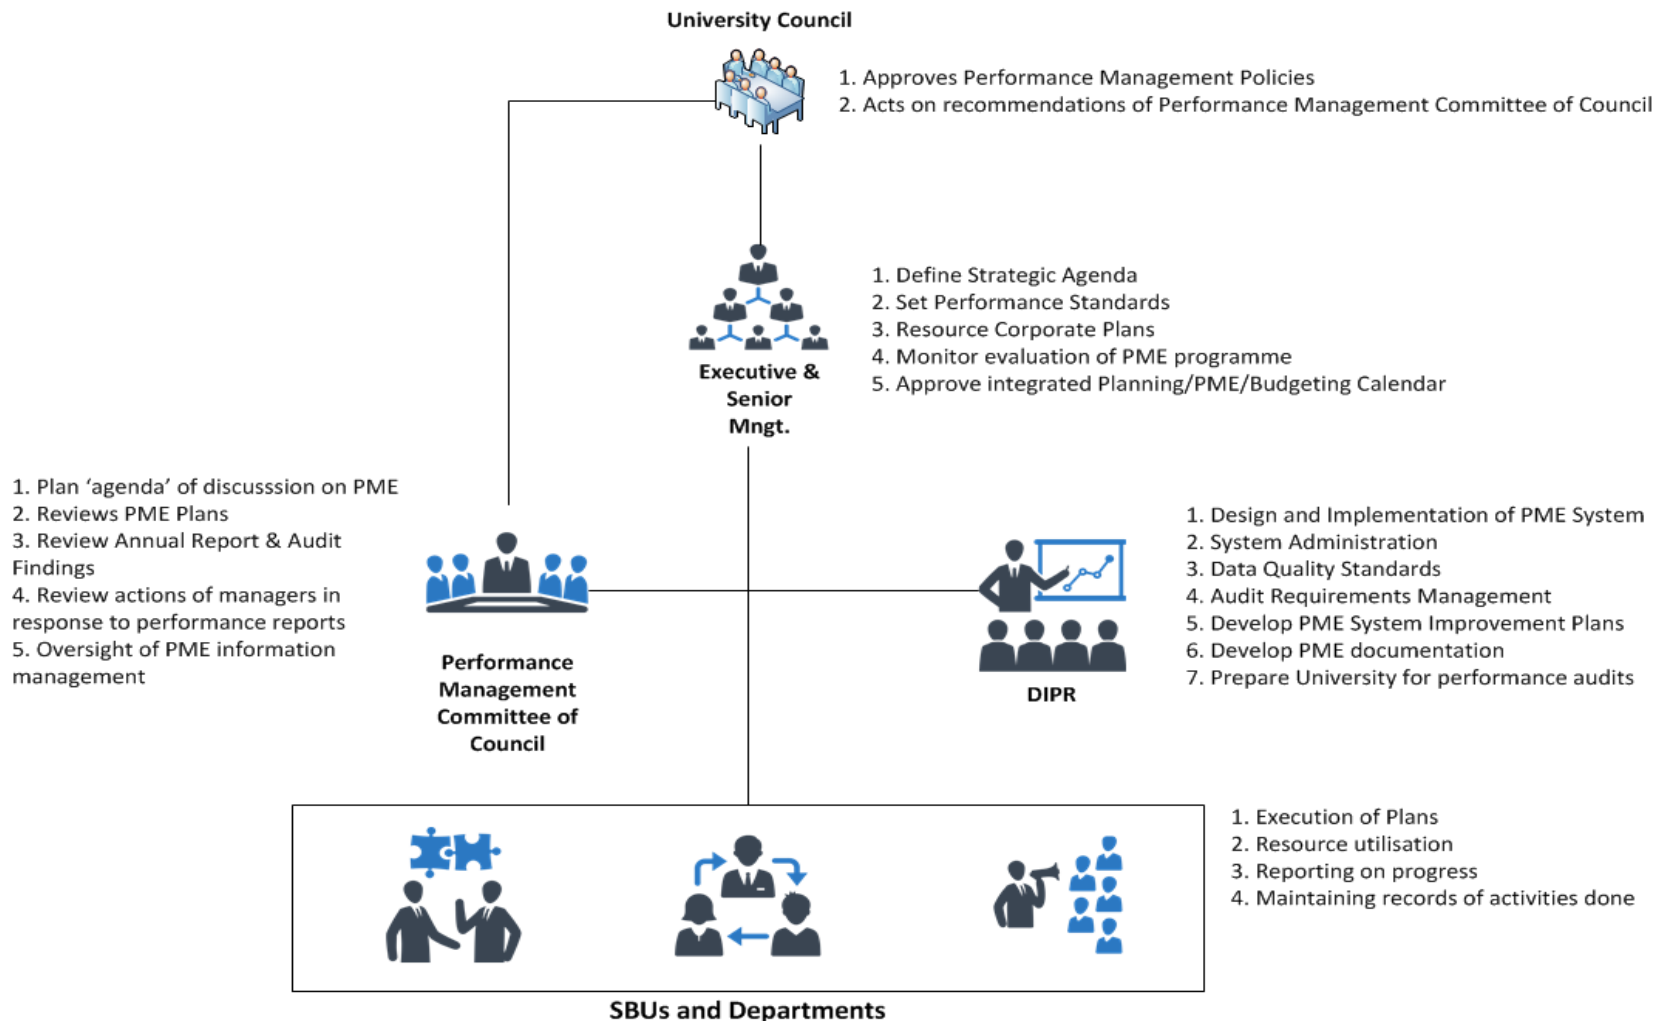 University Council
1. Approves Performance Management Policies
2. Acts on recommendations of Performance Management Committee of Council
1. Define Strategic Agenda
2. Set Performance Standards
3. Resource Corporate Plans
4. Monitor evaluation of PME programme
5. Approve integrated Planning/PME/Budgeting Calendar
Executive &
Senior
Mngt.
1. Plan ‘agenda’ of discusssion on PME
2. Reviews PME Plans
3. Review Annual Report & Audit
Findings
4. Review actions of managers in
response to performance reports
5. Oversight of PME information
management
Performance
Management
Committee of
Council
1. Design and Implementation of PME System
2. System Administration
3. Data Quality Standards
4. Audit Requirements Management
5. Develop PME System Improvement Plans
6. Develop PME documentation
7. Prepare University for performance audits
DIPR
1. Execution of Plans
2. Resource utilisation
3. Reporting on progress
4. Maintaining records of activities done
SBUs and Departments